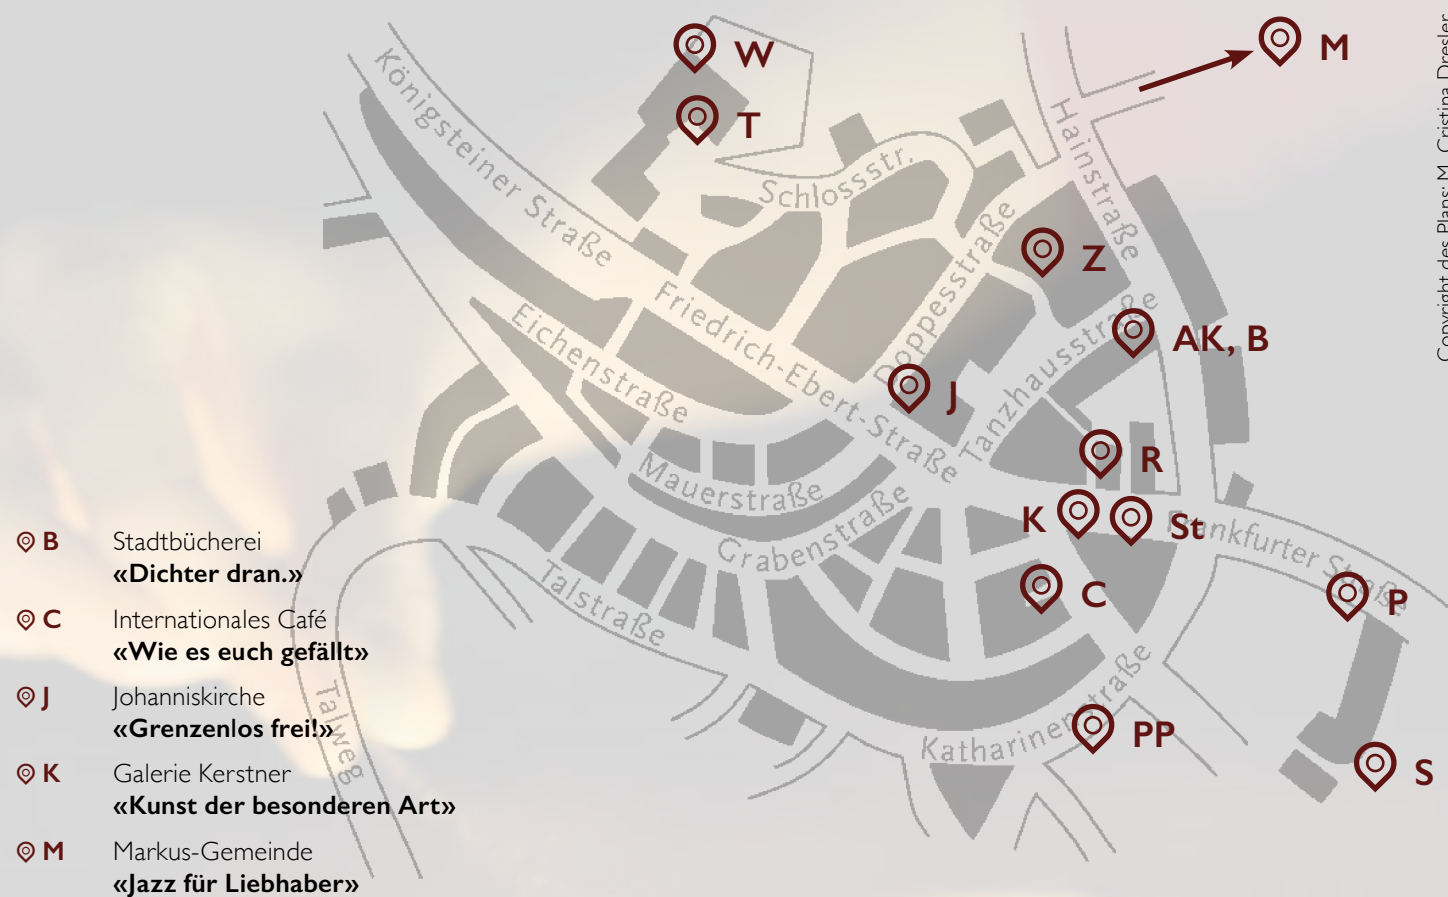 W
M
T
Königsteiner Straße
Schlossstr.
Hainstraße
Z
Doppesstraße
Friedrich-Ebert-Straße
Eichenstraße
AK, B
Tanzhausstraße
J
R
Mauerstraße
K
St
Frankfurter Straße
Grabenstraße
C
P
Talstraße
Talweg
Katharinenstraße
PP
S
Copyright des Plans: M. Cristina Dresler
B Stadtbücherei
«Dichter dran.»
C Internationales Café
«Wie es euch gefällt»
J Johanniskirche
«Grenzenlos frei!»
K Galerie Kerstner
«Kunst der besonderen Art»
M Markus-Gemeinde
«Jazz für Liebhaber»